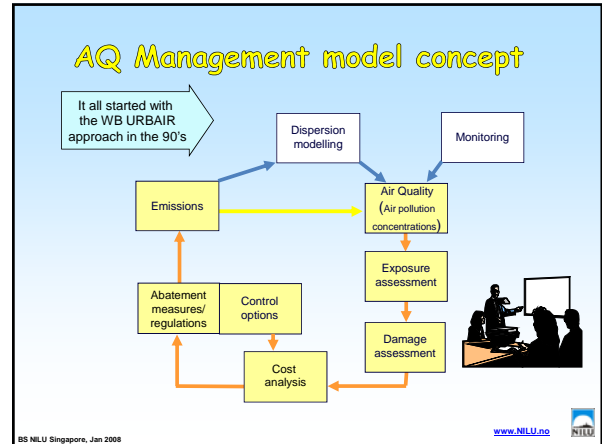 AQ Management model concept
It all started with
the WB URBAIR
approach in the 90's
Dispersion
modelling
Monitoring
Emissions
Air Quality
(Air pollution
concentrations)
Exposure
assessment
Abatement
measures/
regulations
Control
options
Damage
assessment
Cost
analysis
BS NILU Singapore, Jan 2008
www.NILU.no
NILU